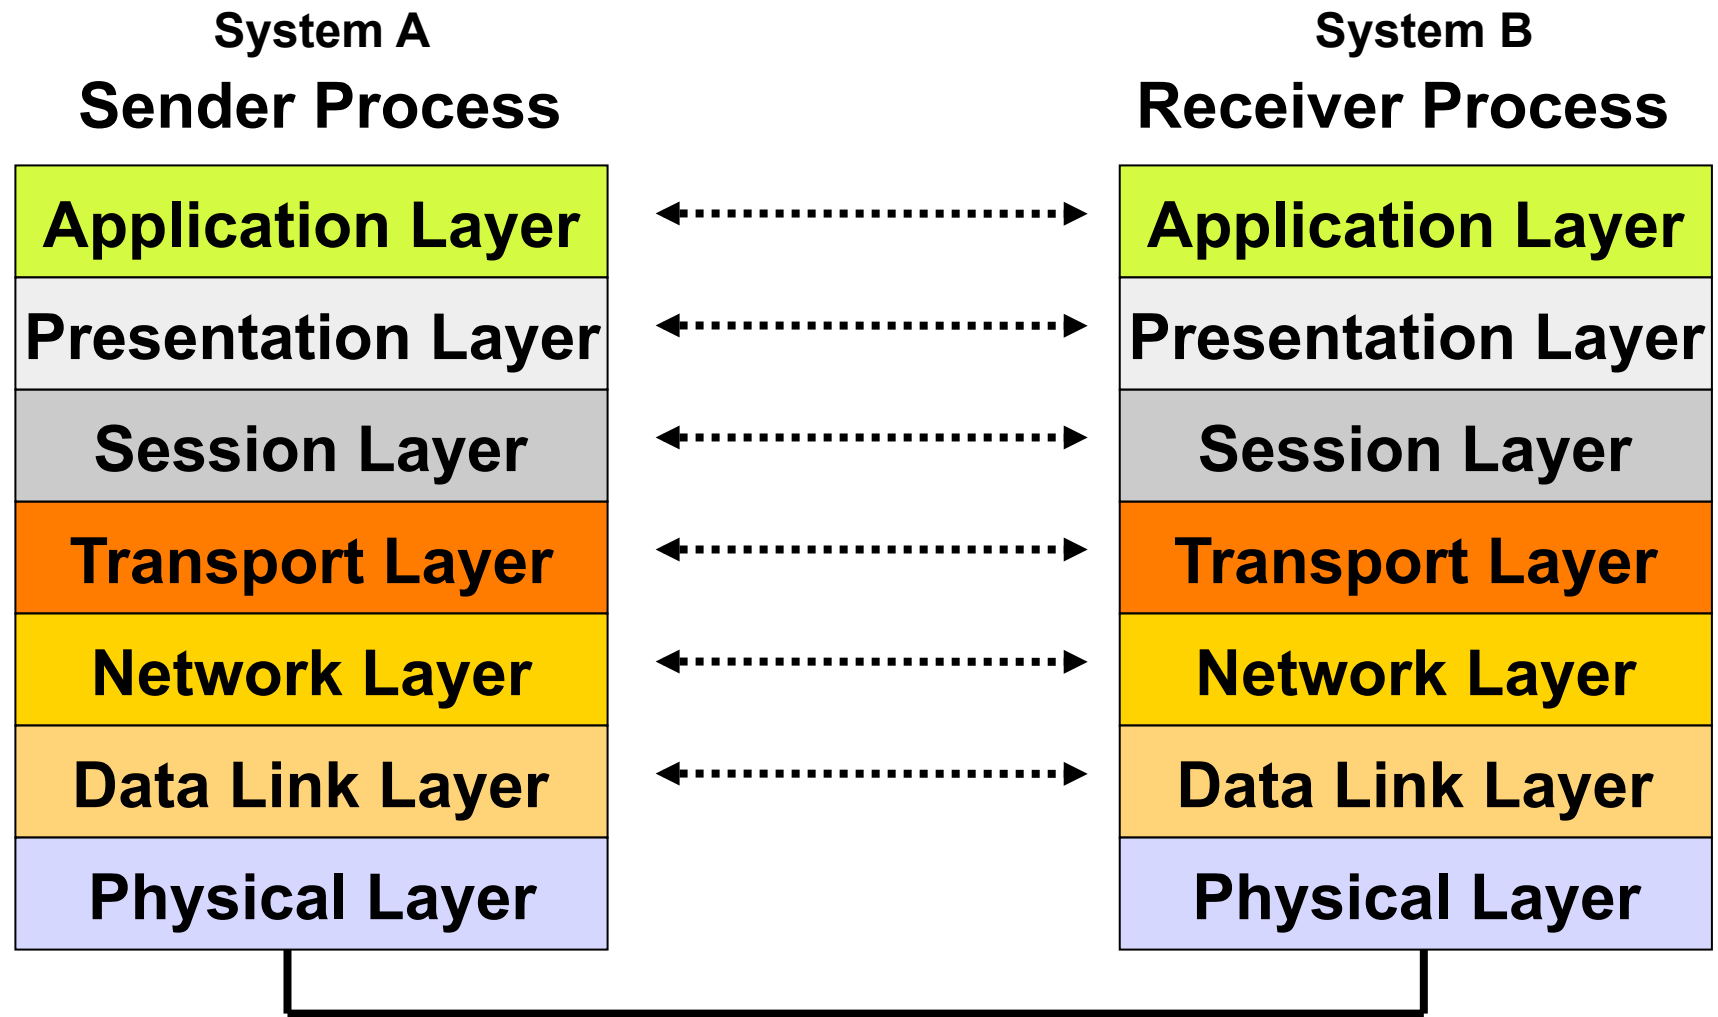 System A
Sender Process
Application Layer
Presentation Layer
Session Layer
Transport Layer
Network Layer
Data Link Layer
Physical Layer
System B
Receiver Process
Application Layer
Presentation Layer
Session Layer
Transport Layer
Network Layer
Data Link Layer
Physical Layer